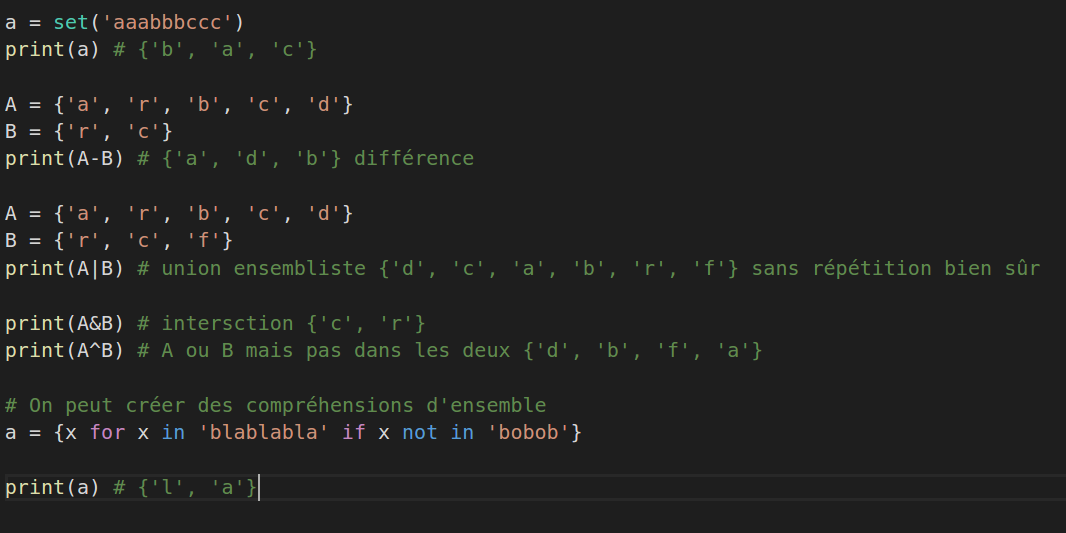 a = set('aaabbbccc')
print(a) # {'b', 'a', 'c'}
A = {'a', 'r', 'b', 'c', 'd'}
B = {'r', 'c'}
print(A-B) # {'a', 'd', 'b'} différence
A = {'a', 'r', 'b', 'c', 'd'}
B = {'r', 'c', 'f'}
print(A|B) # union ensembliste {'d', 'c', 'a', 'b', 'r', 'f'} sans répétition bien sûr
print(A&B) # intersction {'c', 'r'}
print(A^B) # A ou B mais pas dans les deux {'d', 'b', 'f', 'a'}
# On peut créer des compréhensions d'ensemble
a = {x for x in 'blablabla' if x not in 'bobob'}
print(a) # {'l', 'a'}